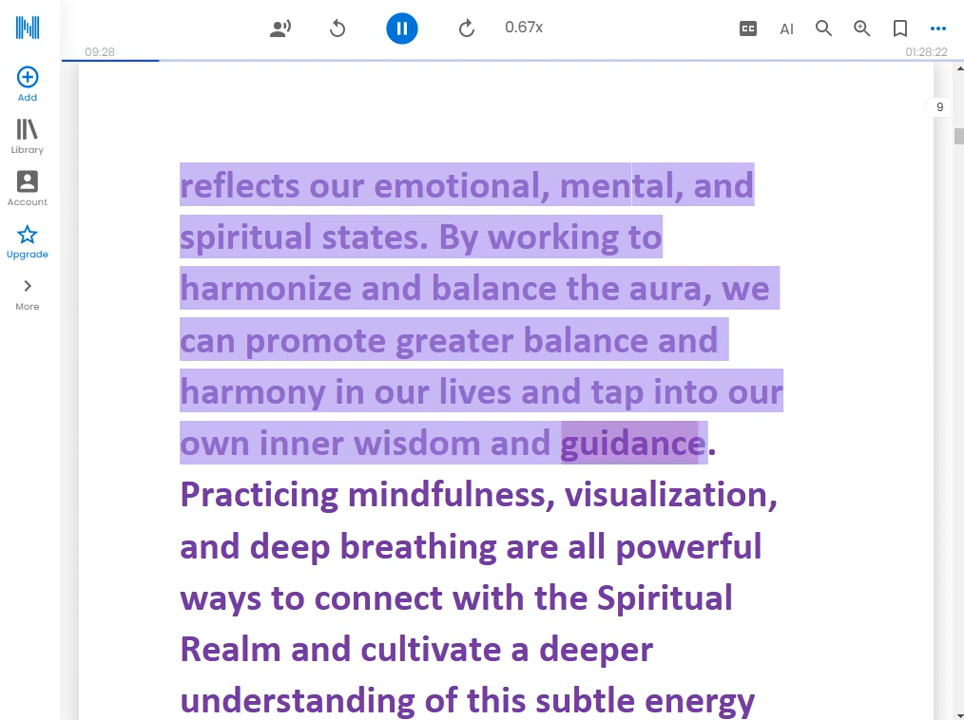 0.67x
CC
AI
09:28
01:28:22
Add
Library
Account
Upgrade
More
9
reflects our emotional, mental, and
spiritual states. By working to
harmonize and balance the aura, we
can promote greater balance and
harmony in our lives and tap into our
own inner wisdom and guidance.
Practicing mindfulness, visualization,
and deep breathing are all powerful
ways to connect with the Spiritual
Realm and cultivate a deeper
understanding of this subtle energy